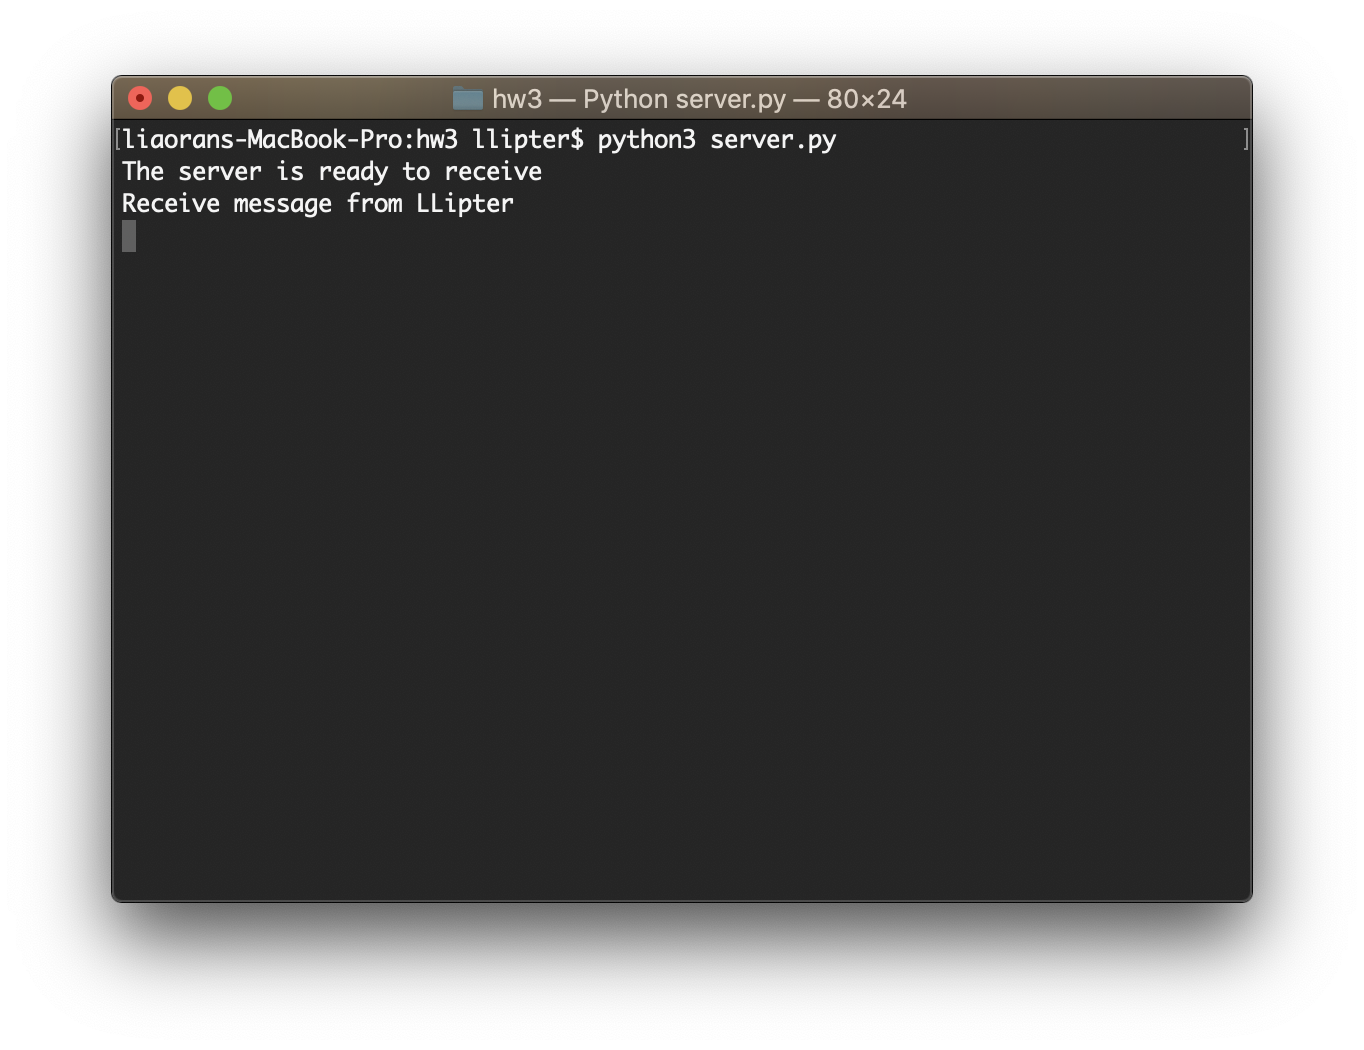 hw3 — Python server.py — 80×24
[liaorans-MacBook-Pro:hw3 llipter$ python3 server.py ]
The server is ready to receive
Receive message from LLipter